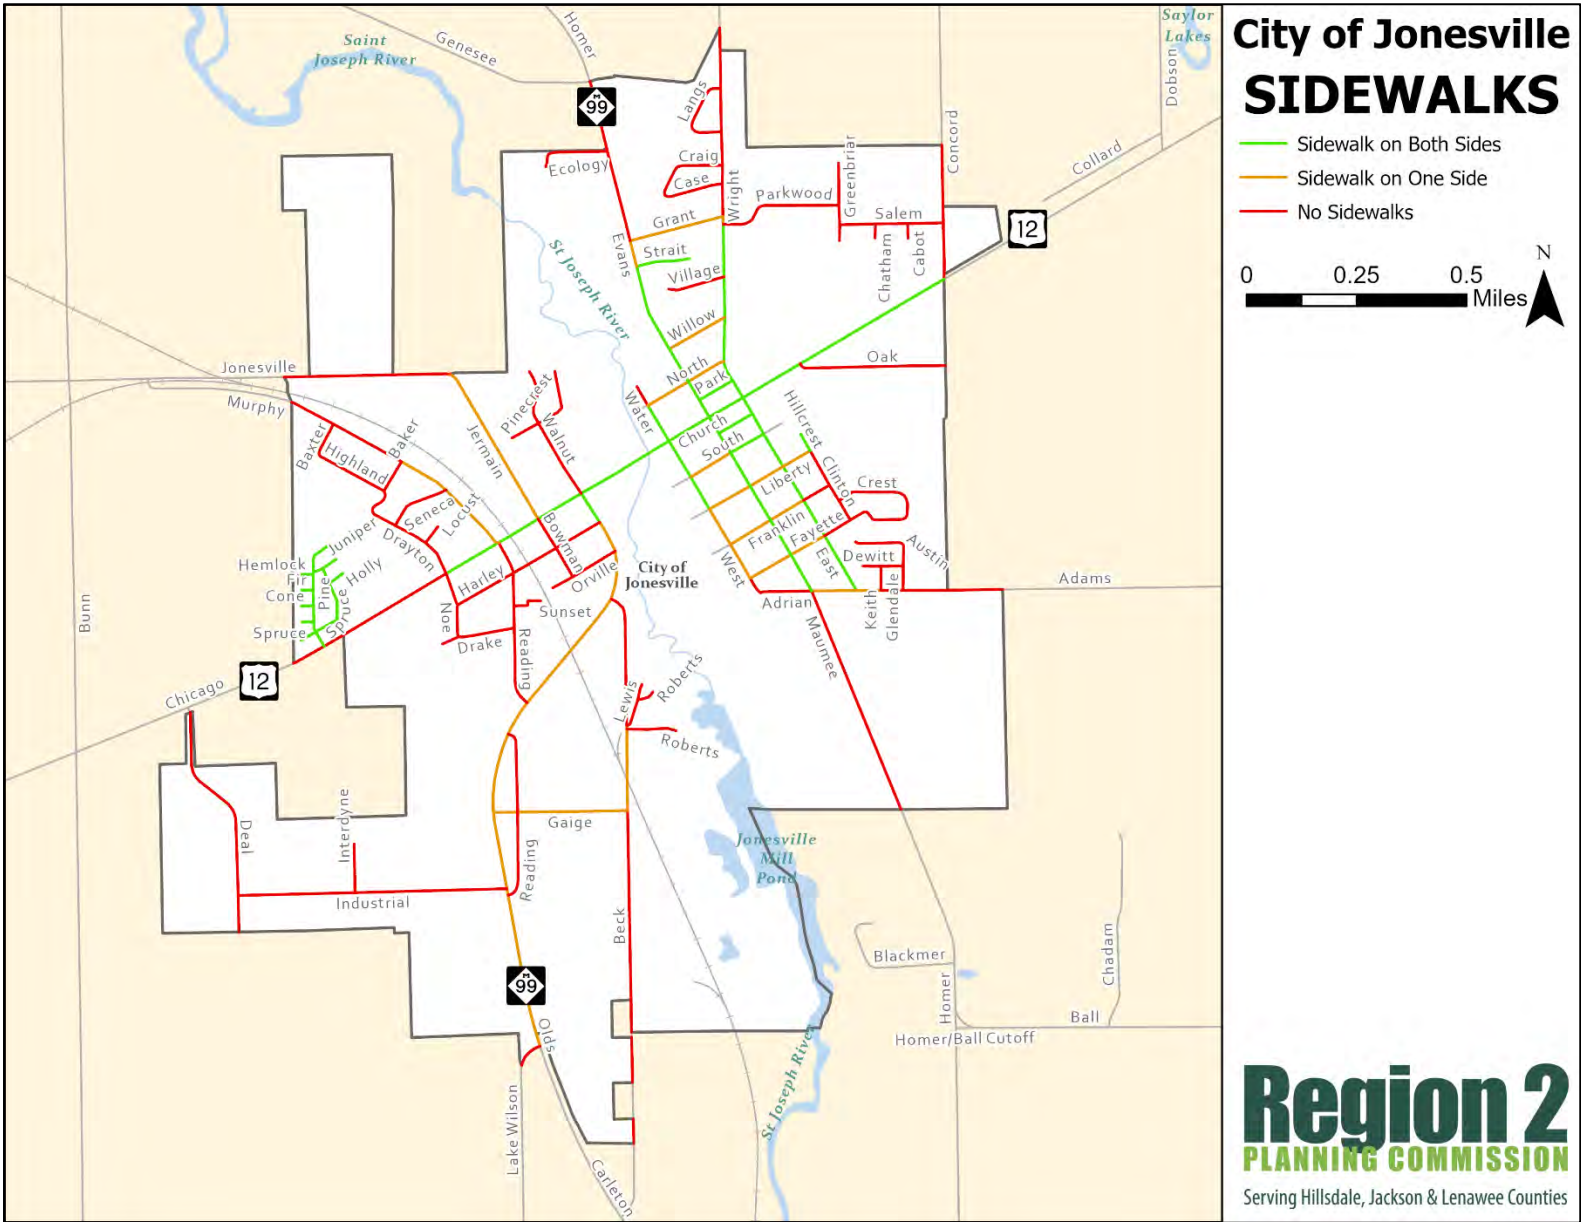 City of Jonesville
SIDEWALKS
Sidewalk on Both Sides
Sidewalk on One Side
No Sidewalks
N
0
0.25
0.5
Miles
Saint
Joseph River
Genesee
Homer
Saylor
Lakes
Dobson
M
99
Langs
Concord
Collard
Ecology
Craig
Case
Wright
Greenbriar
Parkwood
Salem
12
Grant
Evans
Strait
Village
Chatham
Cabot
St Joseph River
Willow
Jonesville
Murphy
North
Park
Oak
Pinecrest
Water
Walnut
Hillcrest
Baxter
Baker
Highland
Jermain
Church
South
Liberty
Clinton
Crest
Seneca
Locust
Juniper
Drayton
Bowman
Franklin
Fayette
Austin
Hemlock
Fir
Cone
Pine
Holly
Spruce
Spruce
Harley
Orville
City of
Jonesville
West
East
Dewitt
Keith
Glendale
Adams
Adrian
Maumee
Bunn
Noe
Sunset
Drake
Reading
12
Chicago
Lewis
Roberts
Roberts
Deal
Interdyne
Gaige
Reading
Industrial
Jonesville
Mill
Pond
Beck
Blackmer
Chadam
Homer
Ball
Homer/Ball Cutoff
M
99
Olds
St Joseph River
Lake Wilson
Carleton
Region 2
PLANNING COMMISSION
Serving Hillsdale, Jackson & Lenawee Counties